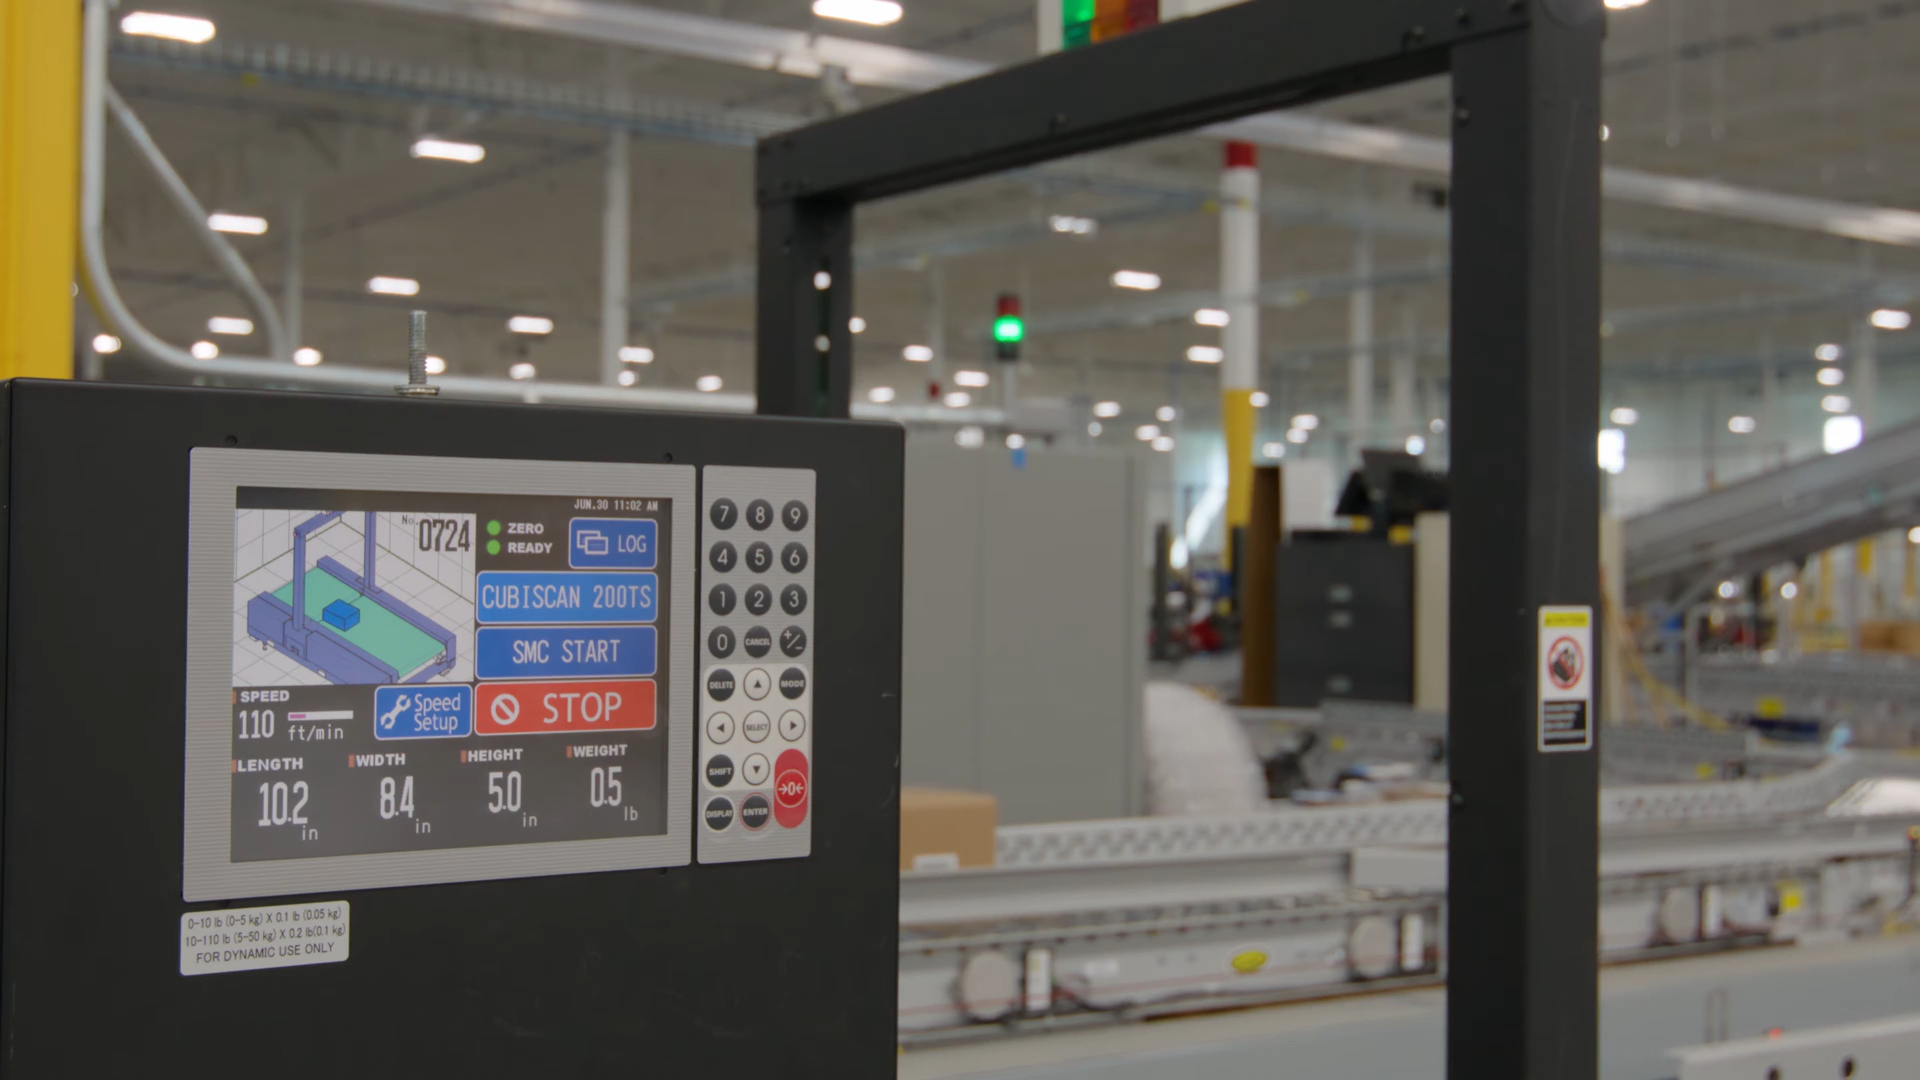 JUN.30 11:02 AM
No. 0724
ZERO
READY
LOG
CUBISCAN 200TS
SMC START
STOP
SPEED
110 ft/min
Speed
Setup
LENGTH WIDTH HEIGHT WEIGHT
10.2 in 8.4 in 5.0 in 0.5 lb
7 8 9
4 5 6
1 2 3
0 CANCEL +/-
DELETE ▲ MODE
◀ SELECT ▶
SHIFT ▼ →0←
DISPLAY ENTER
0-10 lb (0-5 kg) X 0.1 lb (0.05 kg)
10-110 lb (5-50 kg) X 0.2 lb(0.1 kg)
FOR DYNAMIC USE ONLY